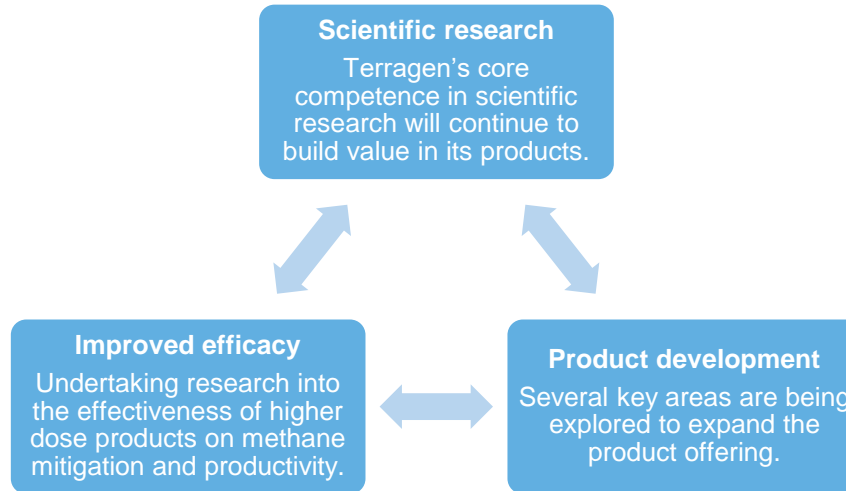 Scientific research
Terragen’s core
competence in scientific
research will continue to
build value in its products.
Improved efficacy
Undertaking research into
the effectiveness of higher
dose products on methane
mitigation and productivity.
Product development
Several key areas are being
explored to expand the
product offering.